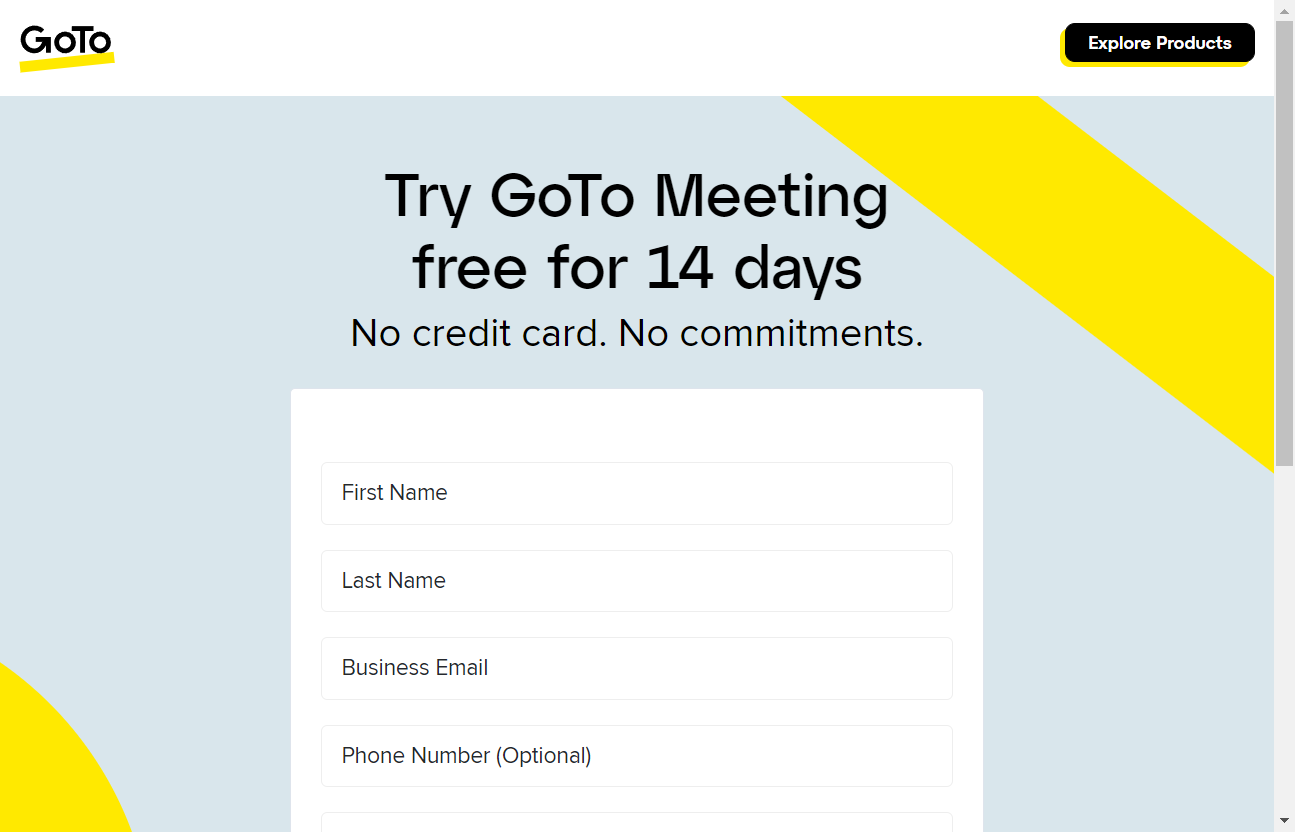 GoTo
Explore Products
Try GoTo Meeting
free for 14 days
No credit card. No commitments.
First Name
Last Name
Business Email
Phone Number (Optional)